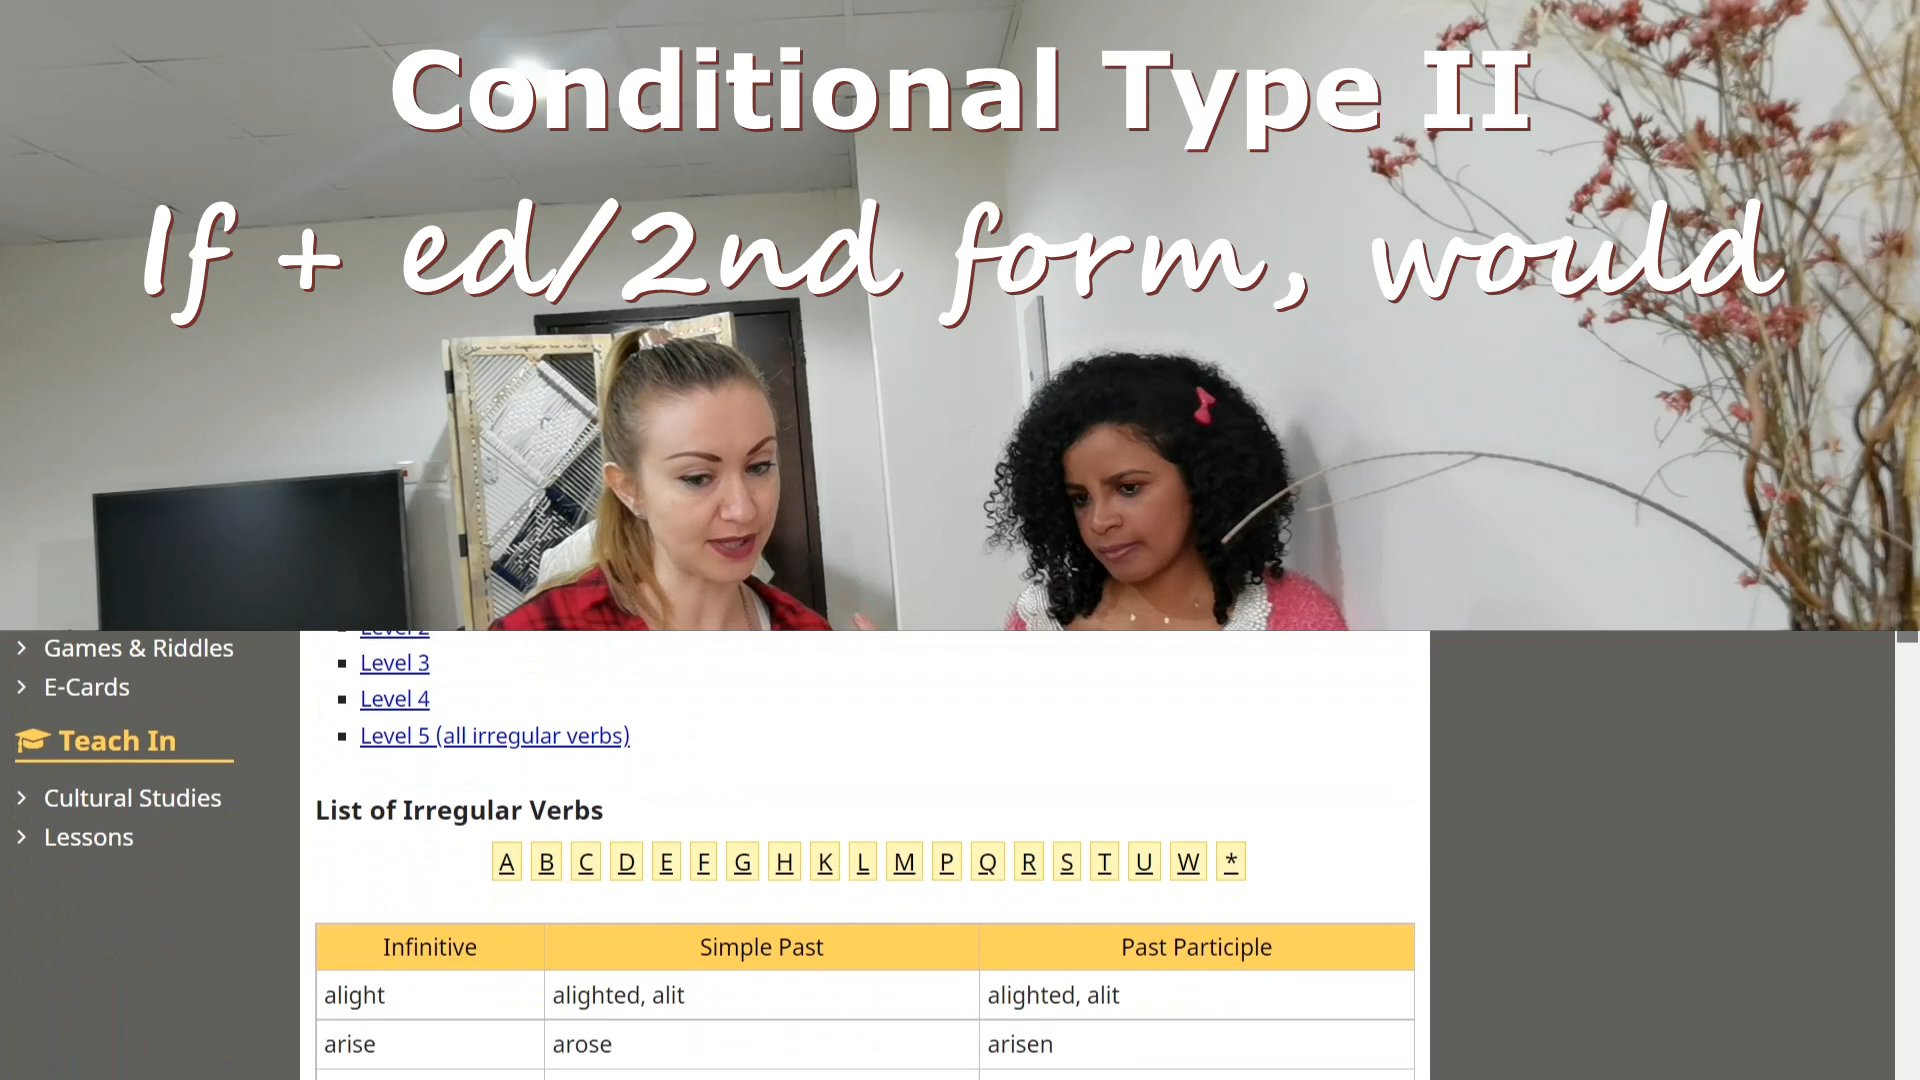 Conditional Type II
If + ed/2nd form, would
Games & Riddles
E-Cards
Teach In
Cultural Studies
Lessons
Level 2
Level 3
Level 4
Level 5 (all irregular verbs)
List of Irregular Verbs
A B C D E F G H K L M P Q R S T U W *
Infinitive Simple Past Past Participle
alight alighted, alit alighted, alit
arise arose arisen